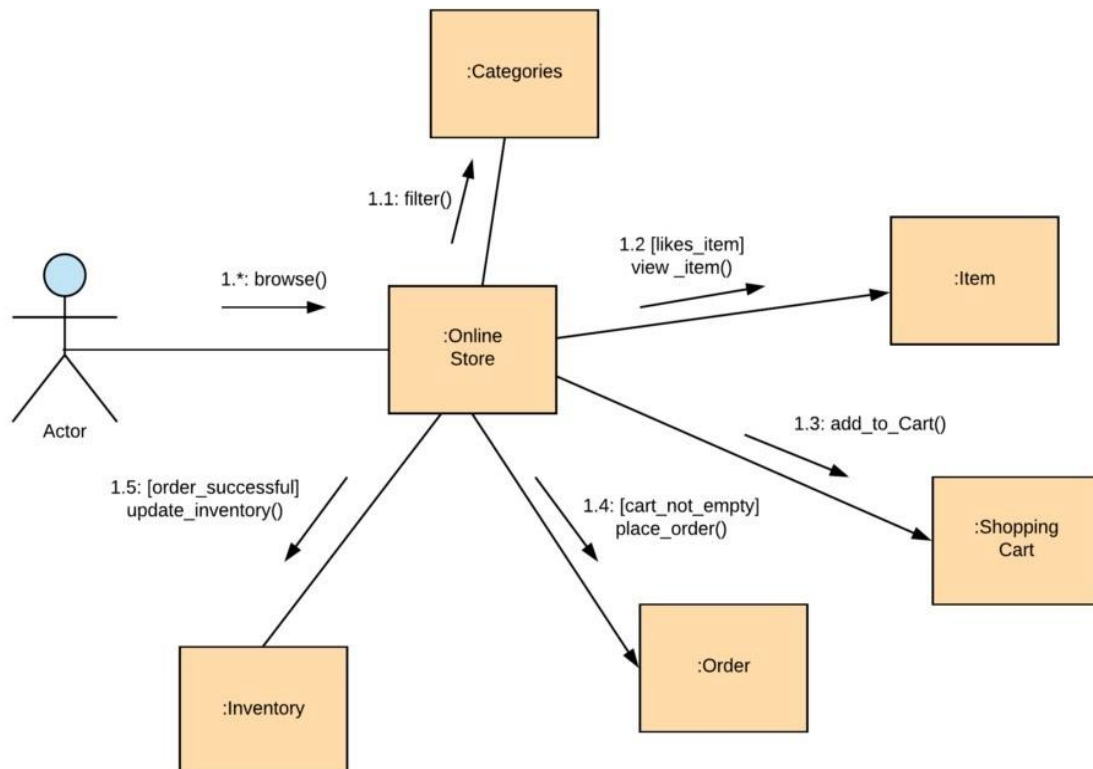 :Categories
1.1: filter()
1.2 [likes_item]
view _item()
:Item
1.*: browse()
:Online
Store
Actor
1.3: add_to_Cart()
1.5: [order_successful]
update_inventory()
1.4: [cart_not_empty]
place_order()
:Shopping
Cart
:Order
:Inventory